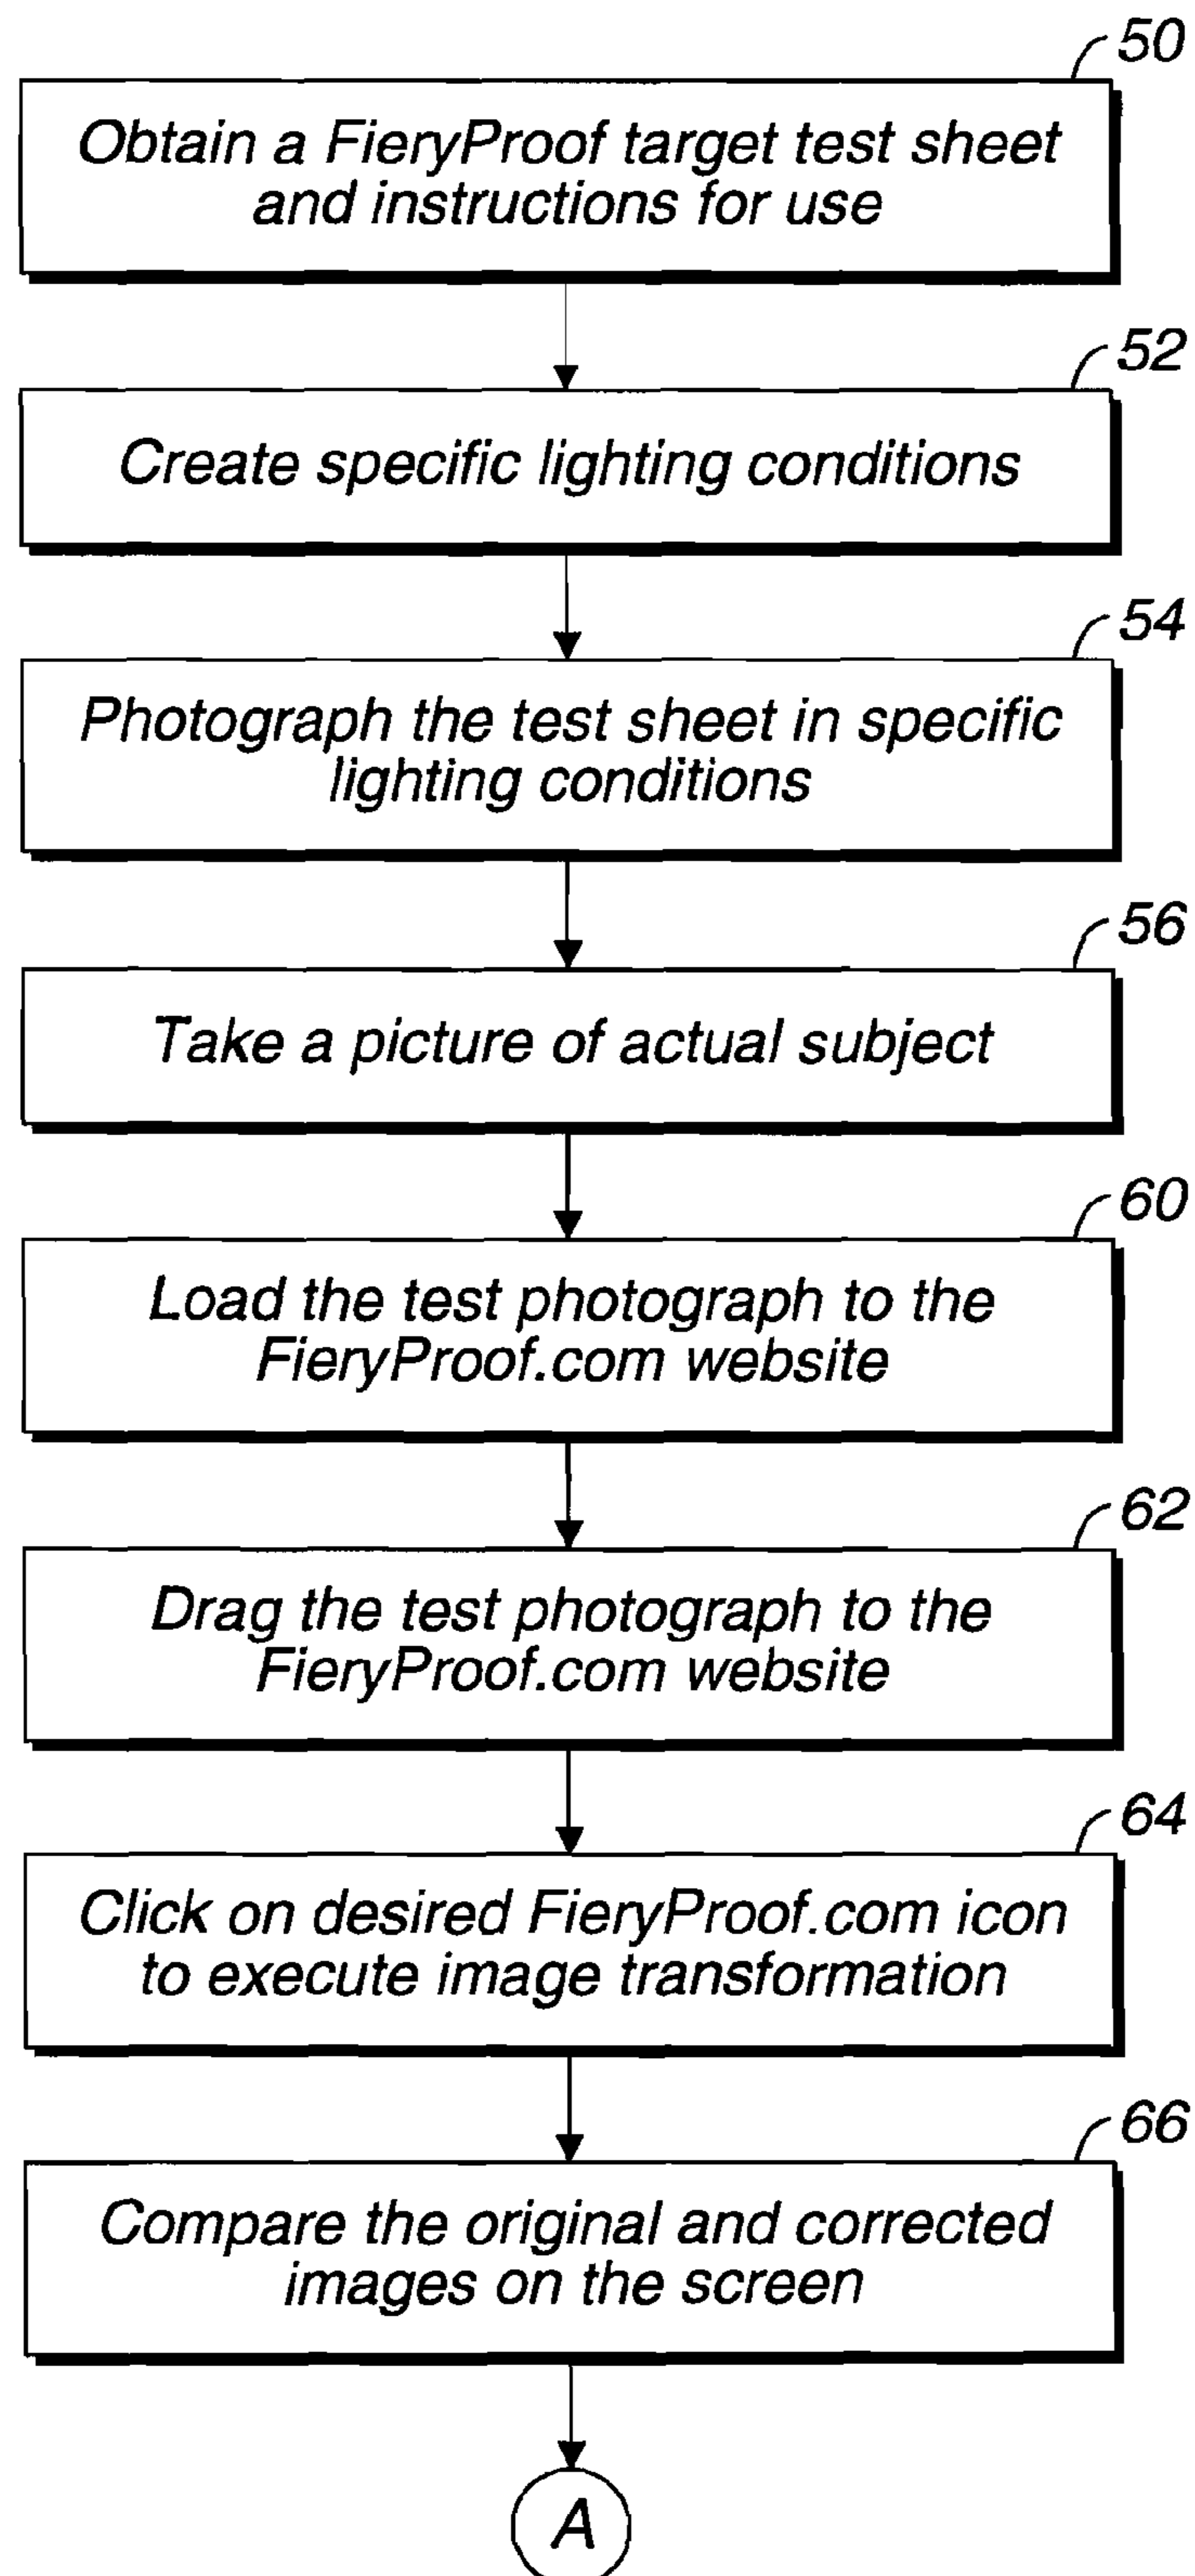 50
Obtain a FieryProof target test sheet
and instructions for use
52
Create specific lighting conditions
54
Photograph the test sheet in specific
lighting conditions
56
Take a picture of actual subject
60
Load the test photograph to the
FieryProof.com website
62
Drag the test photograph to the
FieryProof.com website
64
Click on desired FieryProof.com icon
to execute image transformation
66
Compare the original and corrected
images on the screen
A